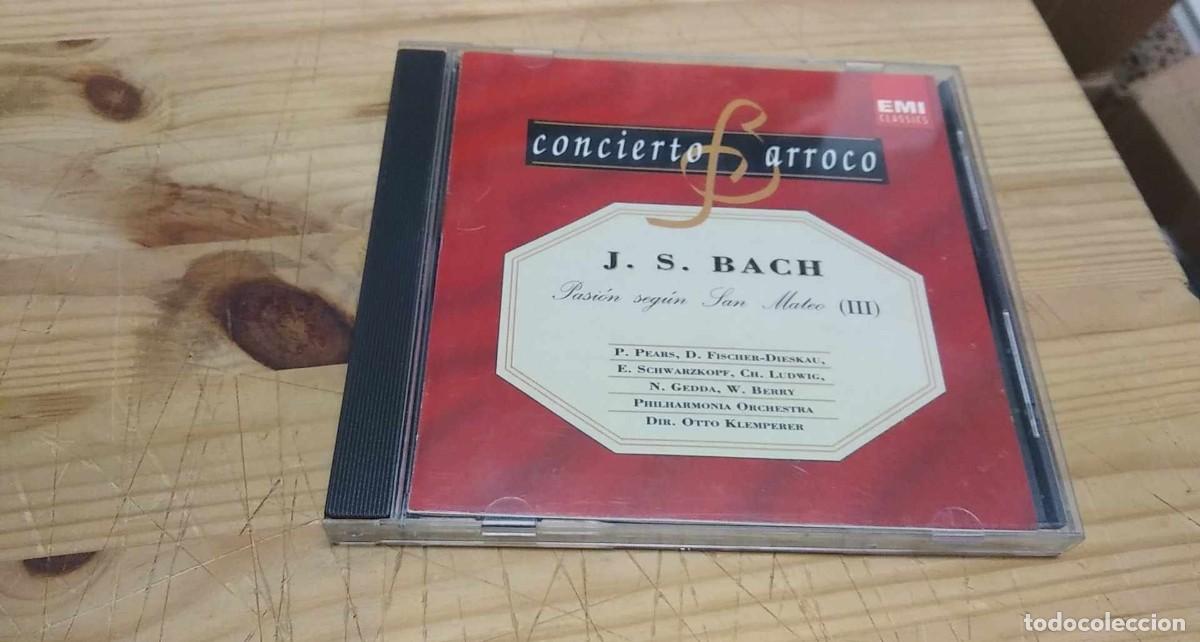 EMI
CLASSICS
concierto Barroco
J. S. BACH
Pasión según San Mateo (III)
P. PEARS, D. FISCHER-DIESKAU,
E. SCHWARZKOPF, CH. LUDWIG,
N. GEDDA, W. BERRY
PHILHARMONIA ORCHESTRA
DIR. OTTO KLEMPERER
todocoleccion